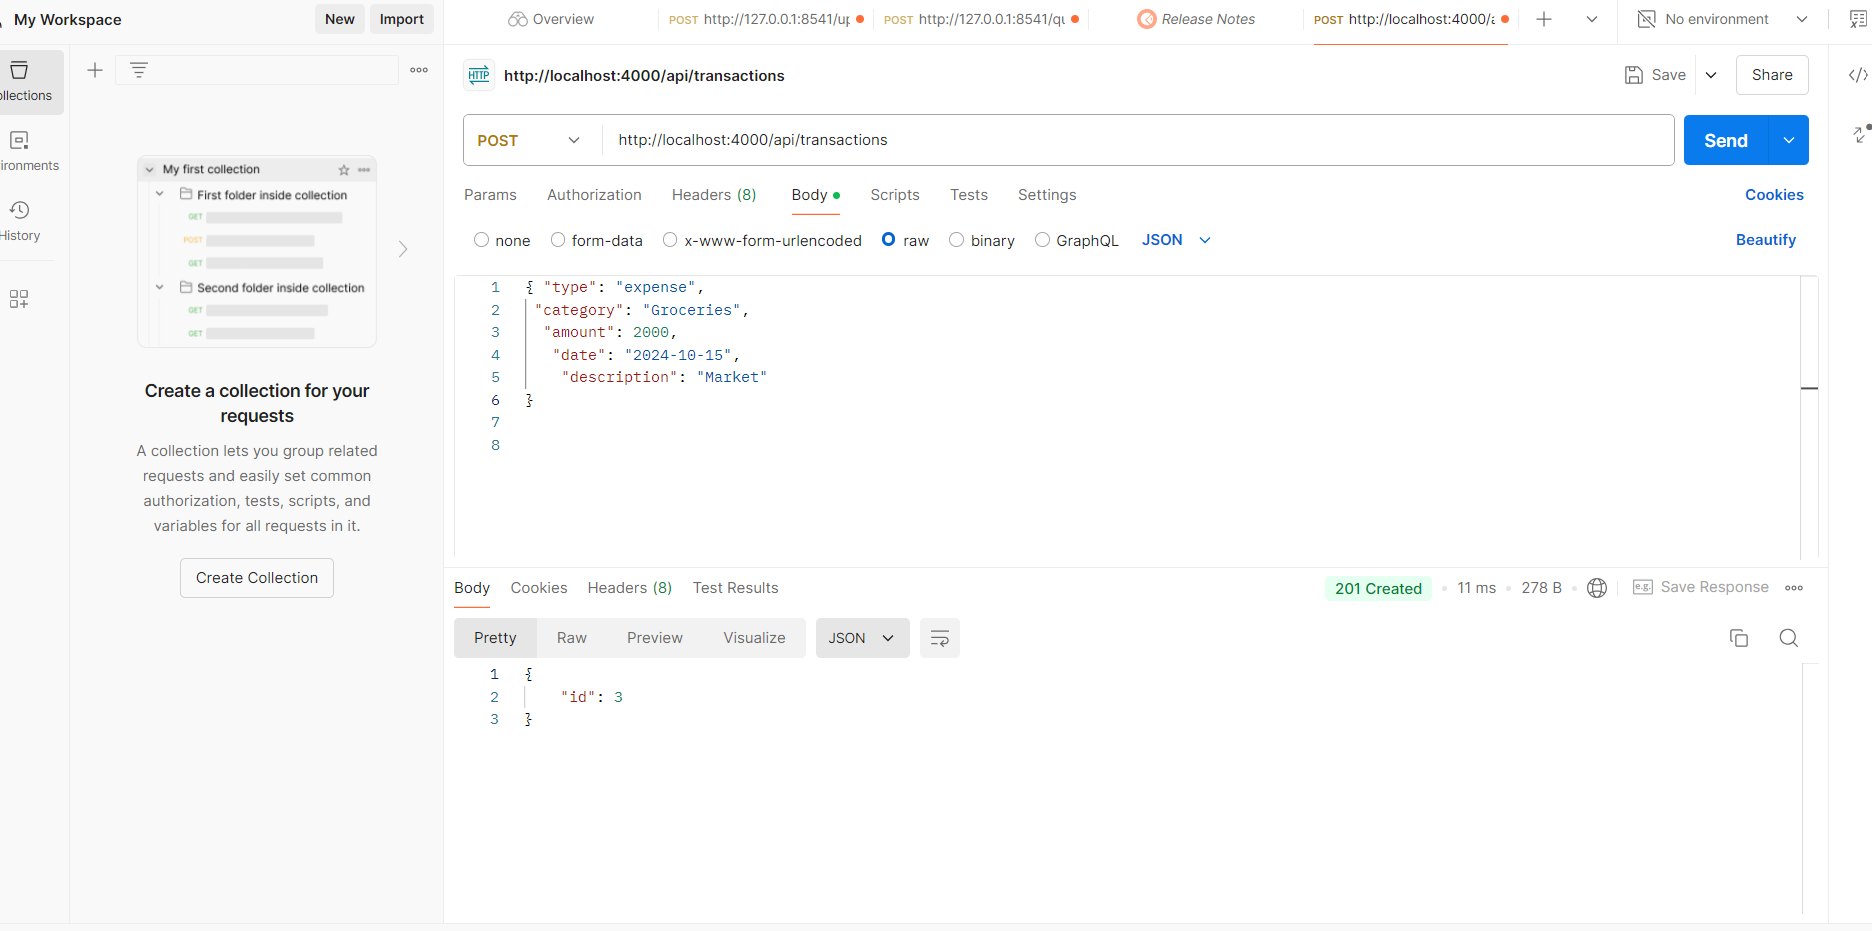 My Workspace
New
Import
Overview
POST http://127.0.0.1:8541/up
POST http://127.0.0.1:8541/qu
Release Notes
POST http://localhost:4000/a
No environment
ollections
ironments
History
My first collection
First folder inside collection
GET
POST
GET
Second folder inside collection
GET
GET
Create a collection for your
requests
A collection lets you group related
requests and easily set common
authorization, tests, scripts, and
variables for all requests in it.
Create Collection
HTTP http://localhost:4000/api/transactions
Save
Share
POST
http://localhost:4000/api/transactions
Send
Params Authorization Headers (8) Body Scripts Tests Settings
Cookies
none form-data x-www-form-urlencoded raw binary GraphQL JSON
Beautify
1 { "type": "expense",
2 "category": "Groceries",
3 "amount": 2000,
4 "date": "2024-10-15",
5 "description": "Market"
6 }
7
8
Body Cookies Headers (8) Test Results
201 Created 11 ms 278 B
e.g. Save Response
Pretty Raw Preview Visualize JSON
1 {
2 "id": 3
3 }